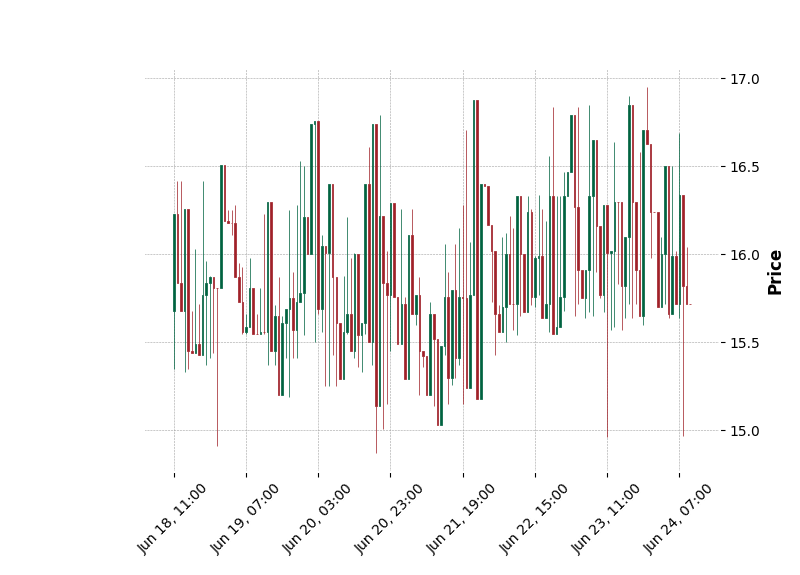 17.0
16.5
16.0
15.5
15.0
Price
Jun 18, 11:00
Jun 19, 07:00
Jun 20, 03:00
Jun 20, 23:00
Jun 21, 19:00
Jun 22, 15:00
Jun 23, 11:00
Jun 24, 07:00